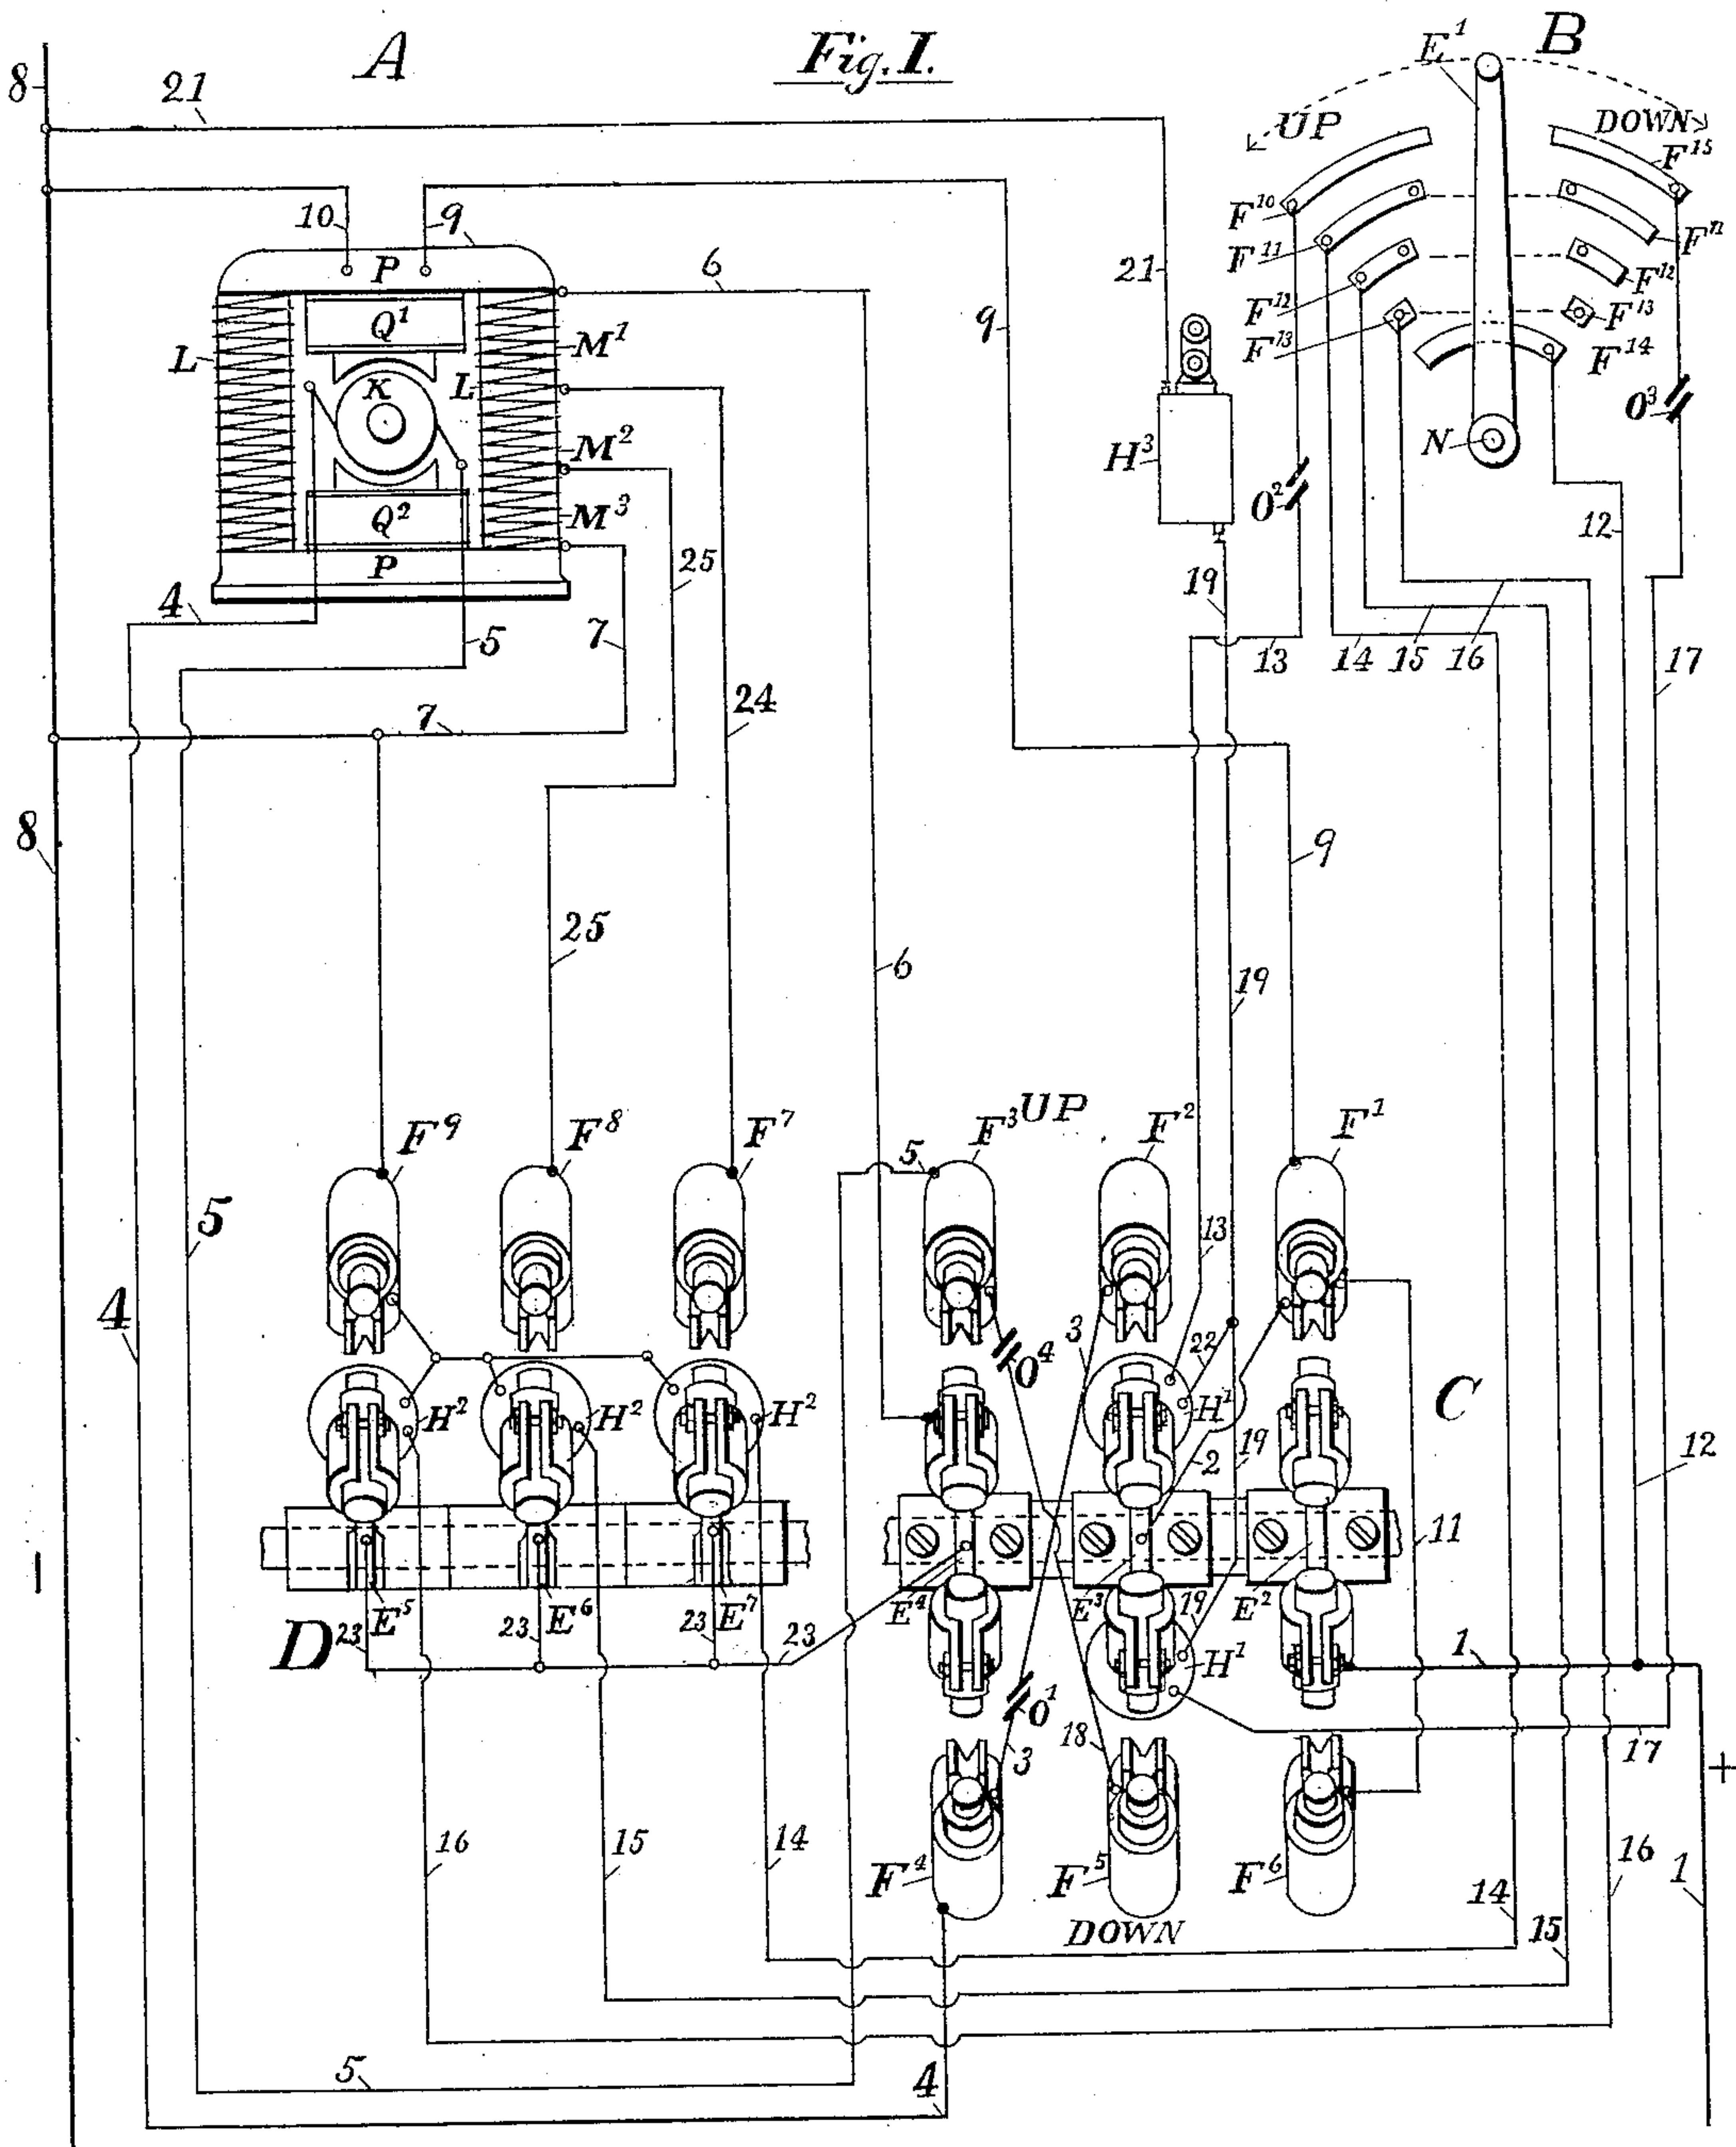 A
Fig. I.
B
8
21
E¹
UP
DOWN
F¹⁵
10
9
P
6
F¹⁰
F¹¹
F¹¹
21
F¹²
F¹²
Q¹
M¹
9
F¹³
F¹³
L
K
L
F¹⁴
O³
M²
H³
N
Q²
M³
O²
12
P
25
19
4
5
7
13
14
15
16
17
7
24
8
9
25
6
19
F⁹
F⁸
F⁷
F³
UP
F²
F¹
5
5
13
4
3
22
O⁴
H²
H²
H²
H¹
C
2
19
12
11
E⁵
E⁶
E⁷
E⁴
E³
19
E²
D
23
23
23
23
1
H¹
O¹
18
3
17
+
16
15
14
F⁴
F⁵
F⁶
16
1
14
DOWN
15
5
4